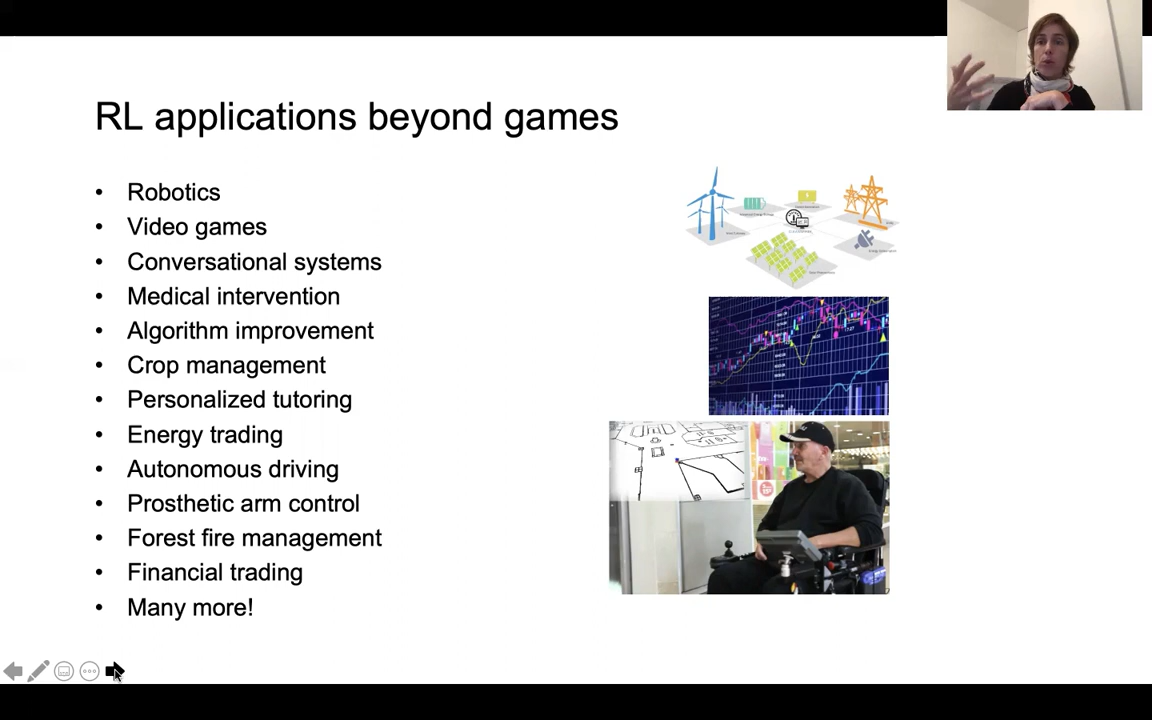 RL applications beyond games
• Robotics
• Video games
• Conversational systems
• Medical intervention
• Algorithm improvement
• Crop management
• Personalized tutoring
• Energy trading
• Autonomous driving
• Prosthetic arm control
• Forest fire management
• Financial trading
• Many more!